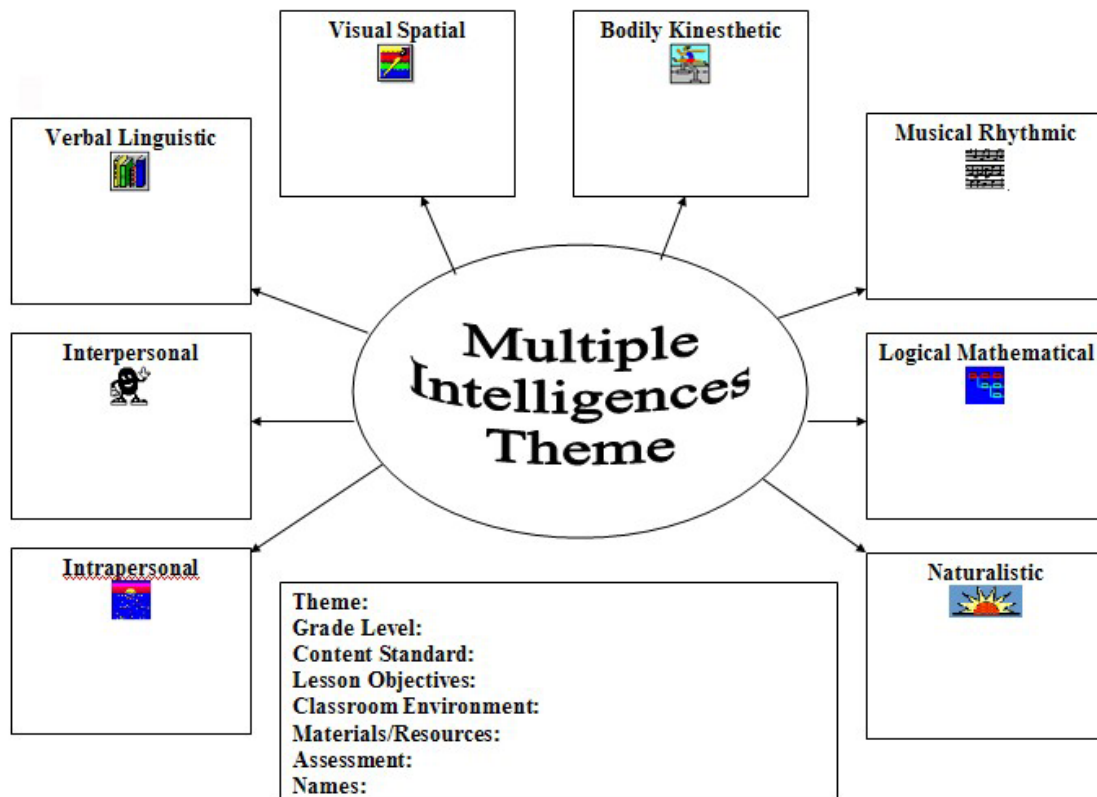 Visual Spatial
Bodily Kinesthetic
Verbal Linguistic
Musical Rhythmic
Multiple
Intelligences
Theme
Interpersonal
Logical Mathematical
Intrapersonal
Naturalistic
Theme:
Grade Level:
Content Standard:
Lesson Objectives:
Classroom Environment:
Materials/Resources:
Assessment:
Names: